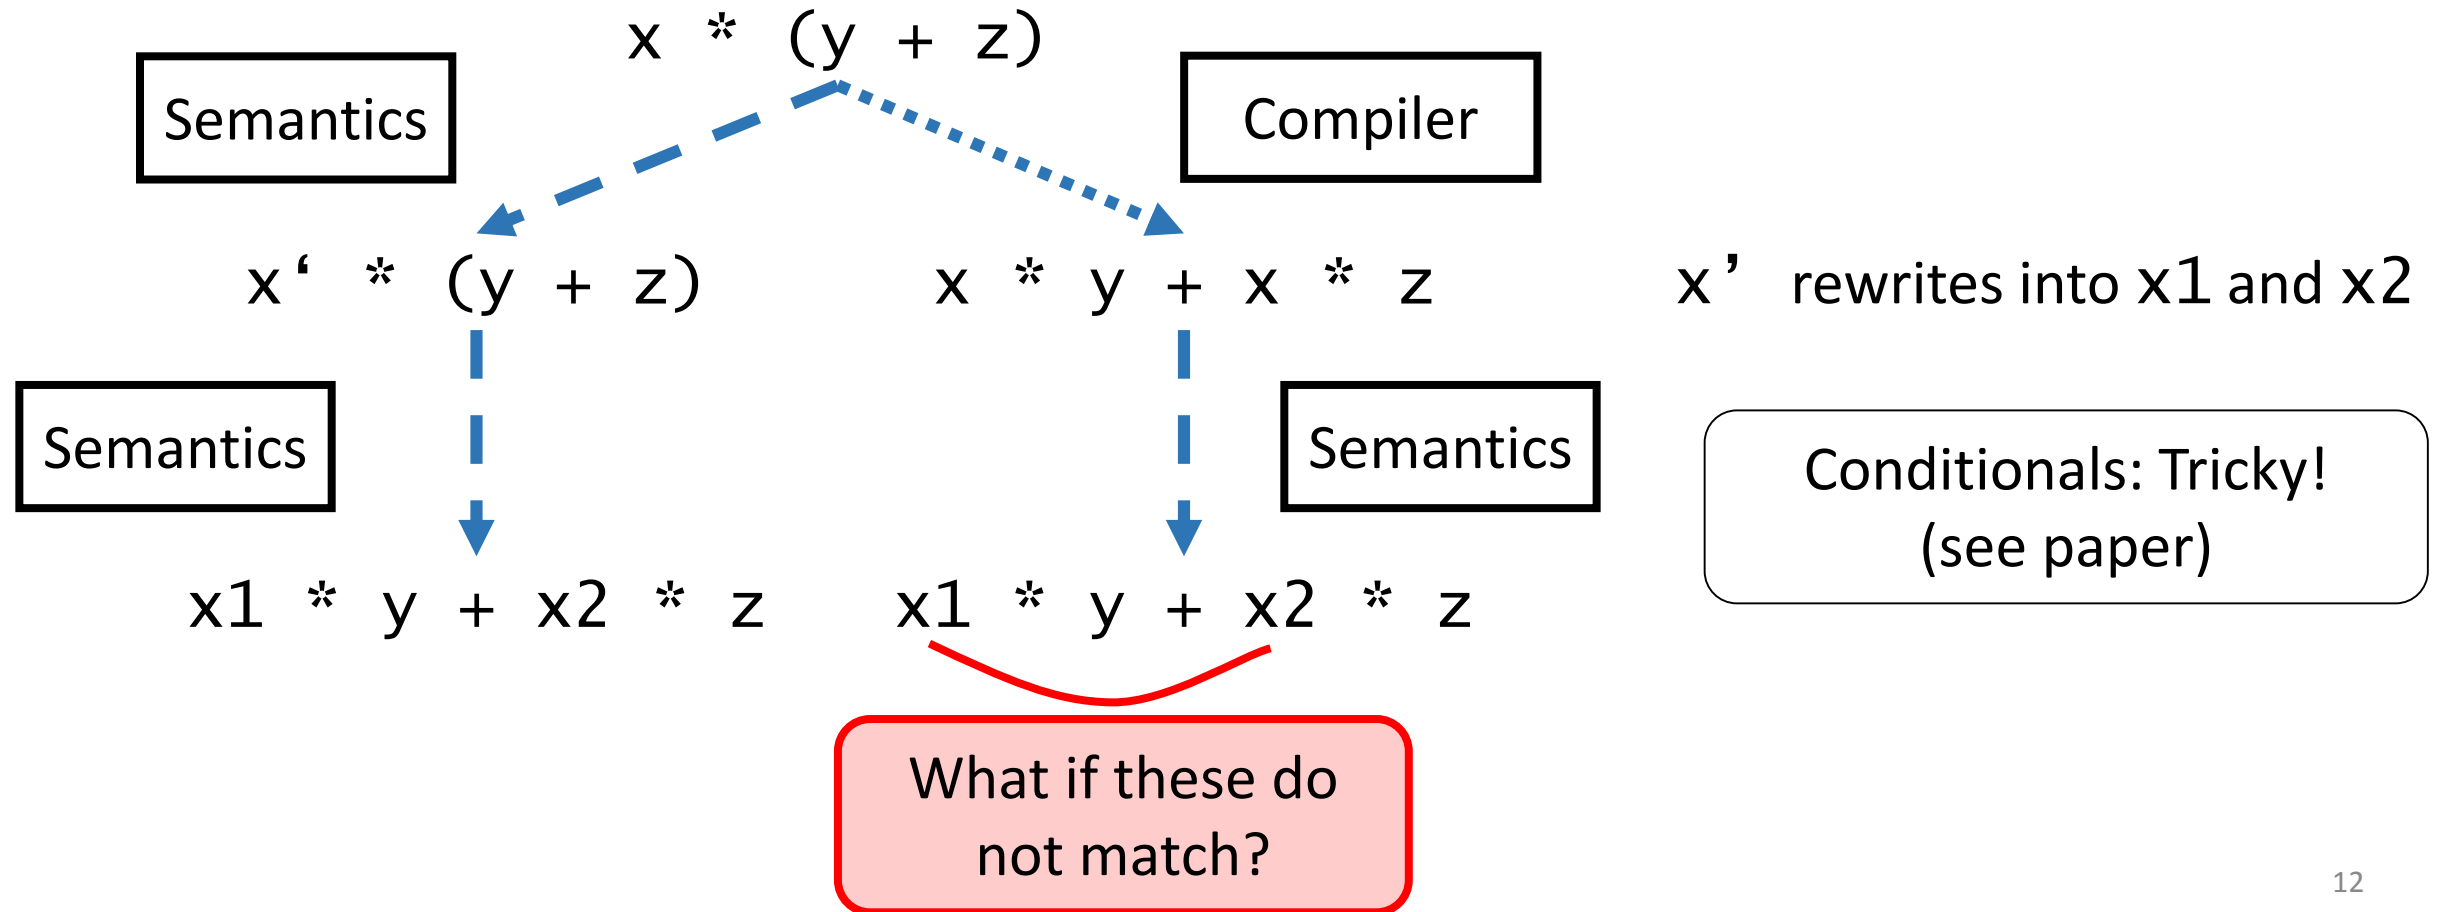 x * (y + z)
Semantics
Compiler
x‘ * (y + z)
x * y + x * z
x’ rewrites into x1 and x2
Semantics
Semantics
Conditionals: Tricky!
(see paper)
x1 * y + x2 * z
x1 * y + x2 * z
What if these do
not match?
12